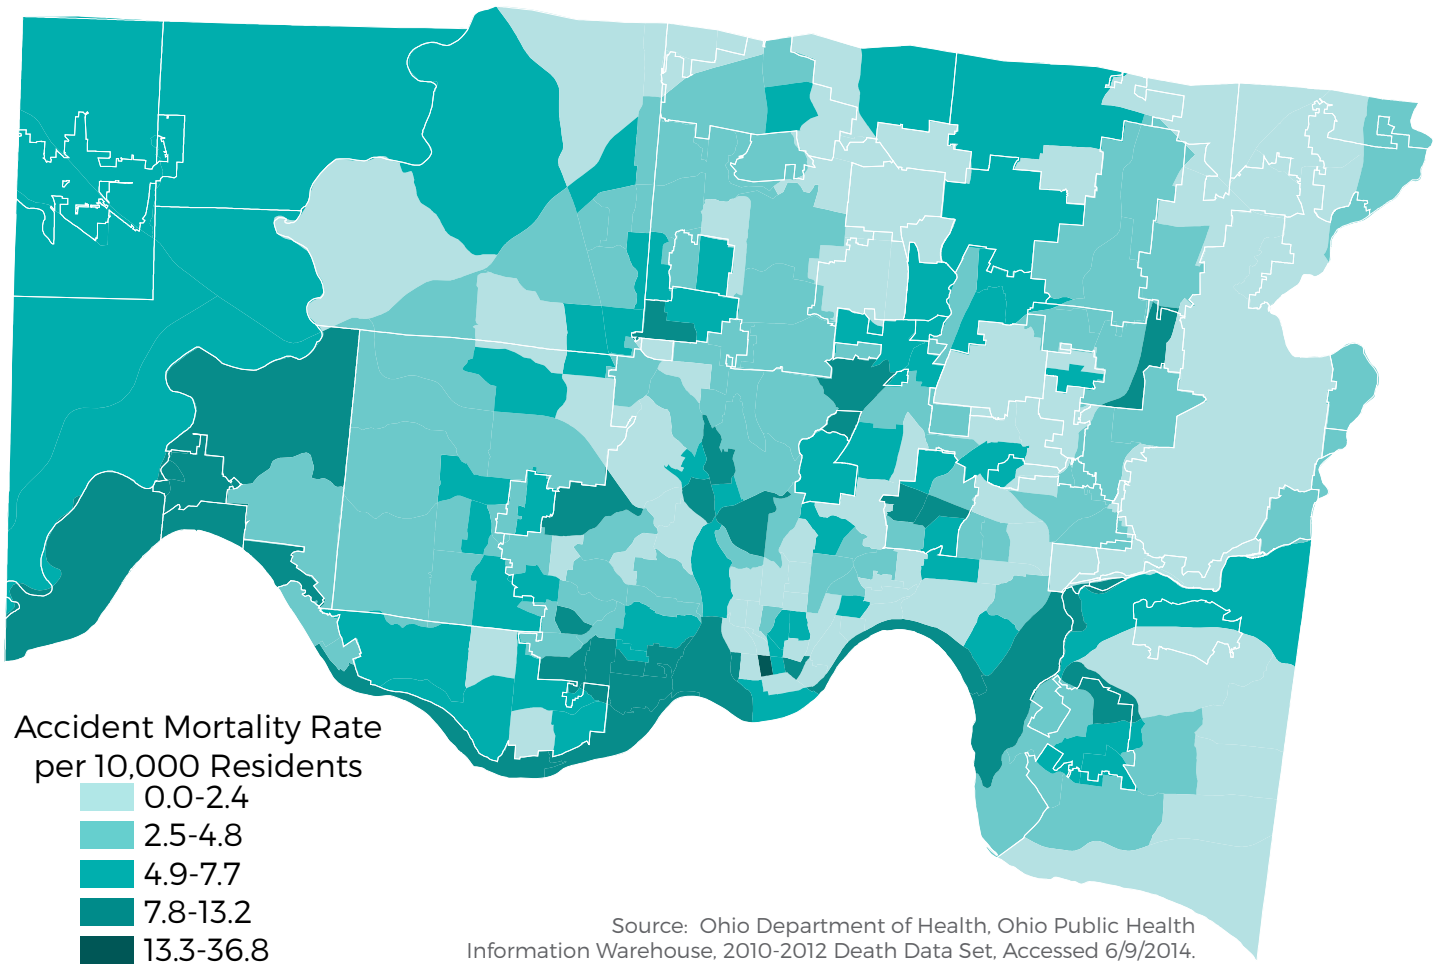 Accident Mortality Rate
per 10,000 Residents
0.0-2.4
2.5-4.8
4.9-7.7
7.8-13.2
13.3-36.8
Source: Ohio Department of Health, Ohio Public Health
Information Warehouse, 2010-2012 Death Data Set, Accessed 6/9/2014.